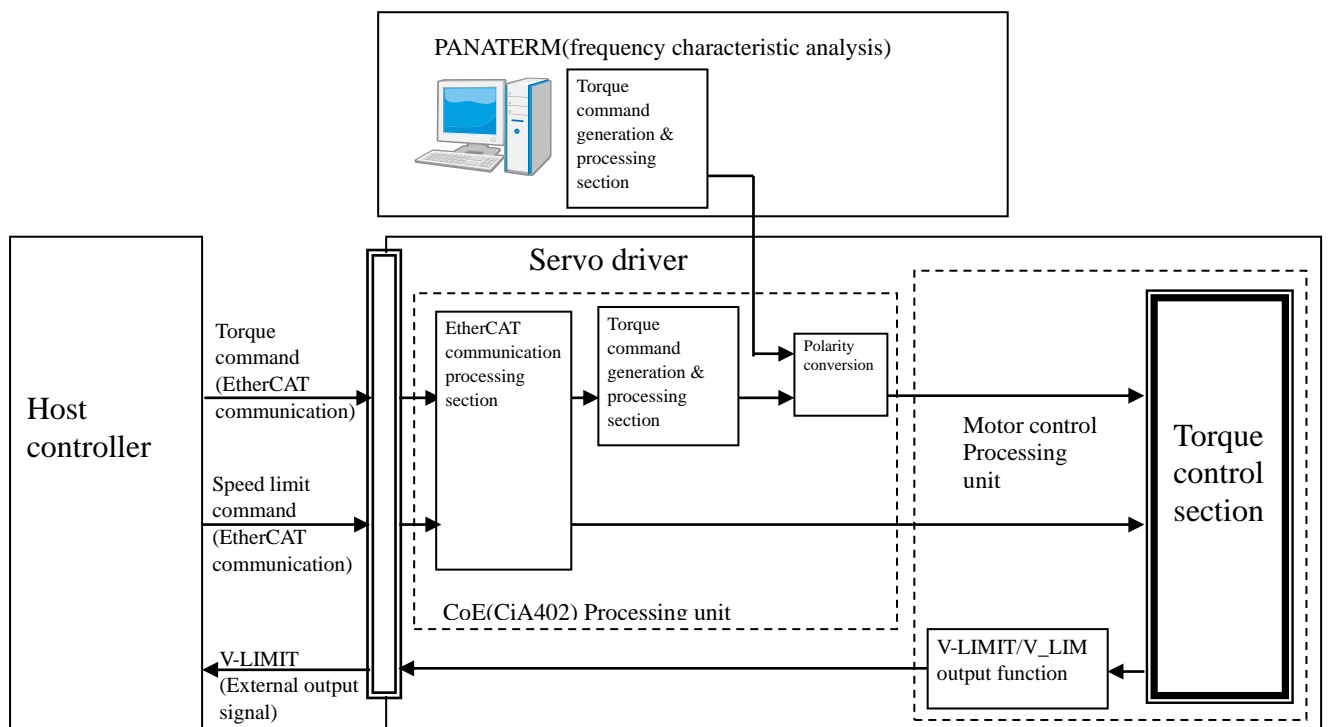 PANATERM(frequency characteristic analysis)
Torque
command
generation &
processing
section
Servo driver
Host
controller
Torque
command
(EtherCAT
communication)
Speed limit
command
(EtherCAT
communication)
V-LIMIT
(External output
signal)
EtherCAT
communication
processing
section
Torque
command
generation &
processing
section
Polarity
conversion
CoE(CiA402) Processing unit
Motor control
Processing
unit
Torque
control
section
V-LIMIT/V_LIM
output function